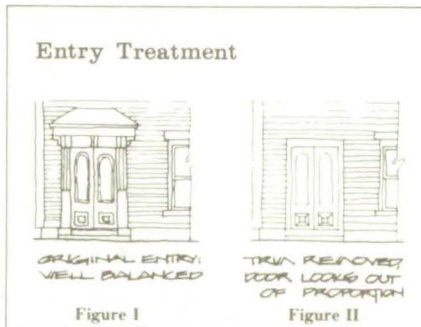 Entry Treatment
ORIGINAL ENTRY:
WELL BALANCED
TRIM REMOVED,
DOOR LOOKS OUT
OF PROPORTION
Figure I
Figure II